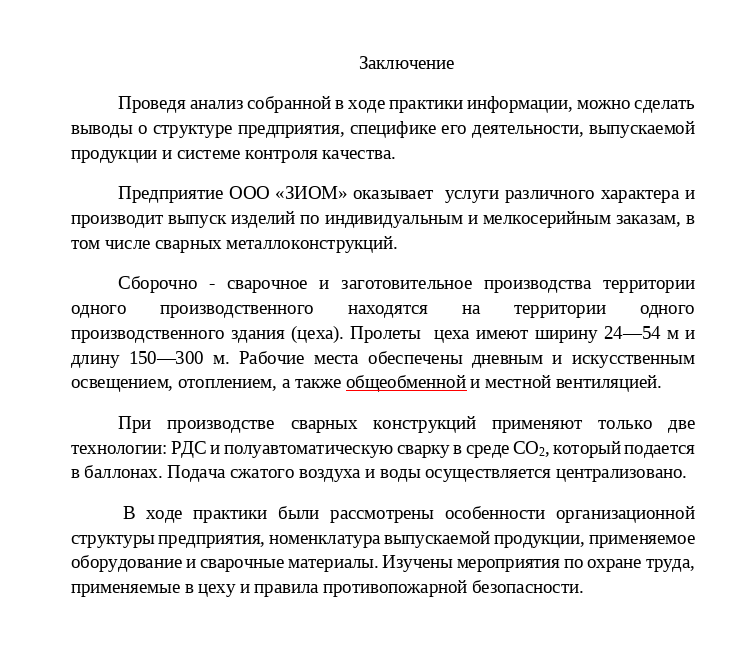 Заключение
Проведя анализ собранной в ходе практики информации, можно сделать
выводы о структуре предприятия, специфике его деятельности, выпускаемой
продукции и системе контроля качества.
Предприятие ООО «ЗИОМ» оказывает  услуги различного характера и
производит выпуск изделий по индивидуальным и мелкосерийным заказам, в
том числе сварных металлоконструкций.
Сборочно - сварочное и заготовительное производства территории
одного производственного находятся на территории одного
производственного здания (цеха). Пролеты  цеха имеют ширину 24—54 м и
длину 150—300 м. Рабочие места обеспечены дневным и искусственным
освещением, отоплением, а также общеобменной и местной вентиляцией.
При производстве сварных конструкций применяют только две
технологии: РДС и полуавтоматическую сварку в среде СО₂, который подается
в баллонах. Подача сжатого воздуха и воды осуществляется централизовано.
В ходе практики были рассмотрены особенности организационной
структуры предприятия, номенклатура выпускаемой продукции, применяемое
оборудование и сварочные материалы. Изучены мероприятия по охране труда,
применяемые в цеху и правила противопожарной безопасности.